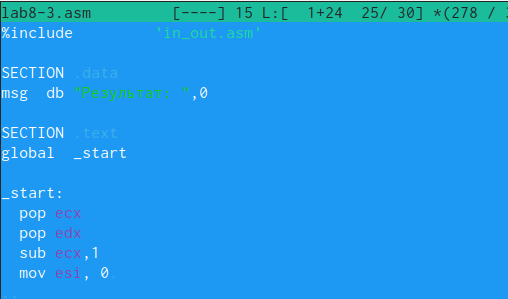 lab8-3.asm [----] 15 L:[ 1+24 25/ 30] *(278 /
%include 'in_out.asm'
SECTION .data
msg db ",0
SECTION .text
global _start
_start:
pop ecx
pop edx
sub ecx,1
mov esi, 0